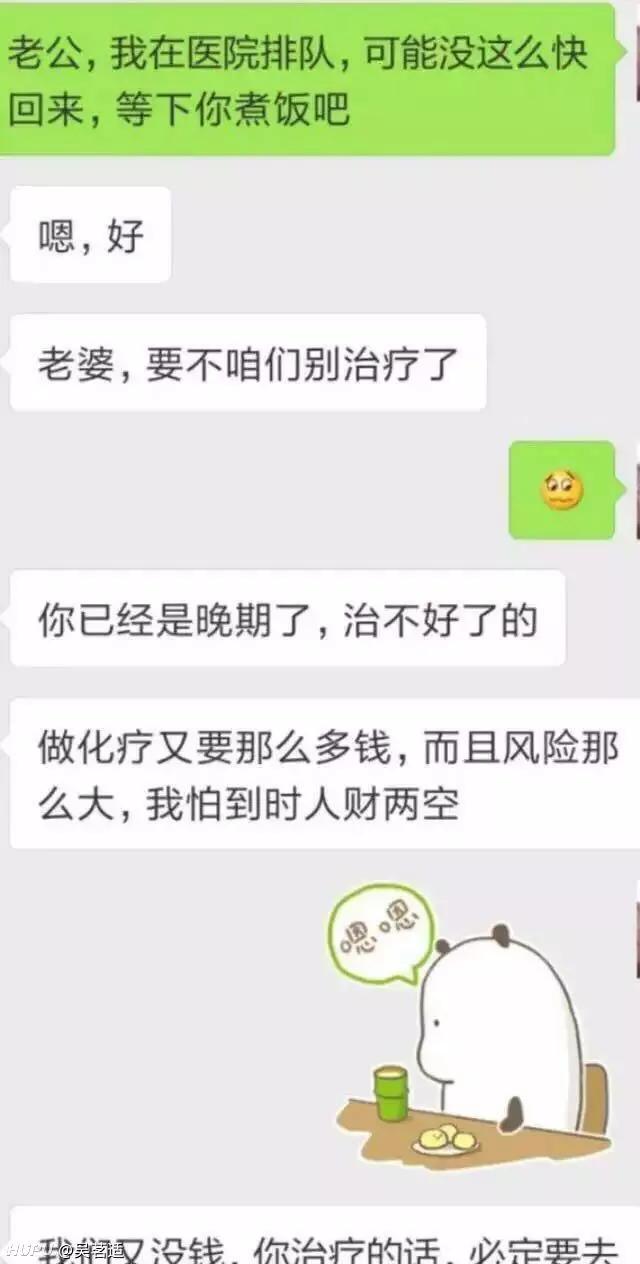 老公，我在医院排队，可能没这么快
回来，等下你煮饭吧
嗯，好
老婆，要不咱们别治疗了
你已经是晚期了，治不好了的
做化疗又要那么多钱，而且风险那
么大，我怕到时人财两空
嗯嗯
我们又没钱，你治疗的话，必定要去
HUPU @吴茗适